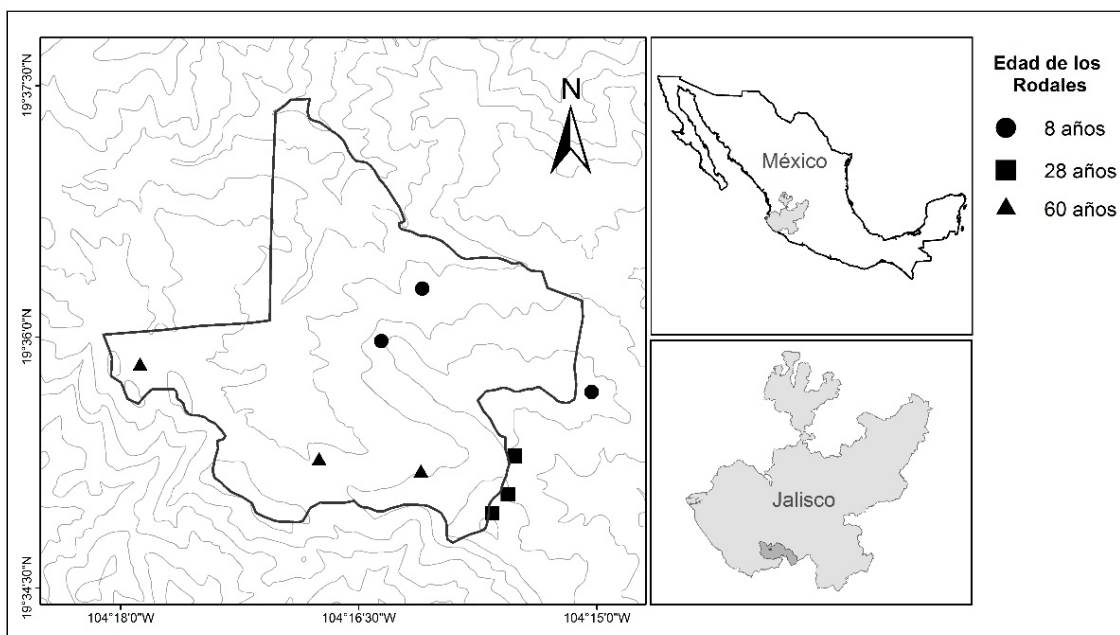 19°37'30"N
19°36'0"N
19°34'30"N
104°18'0"W
104°16'30"W
104°15'0"W
N
México
Jalisco
Edad de los
Rodales
8 años
28 años
60 años